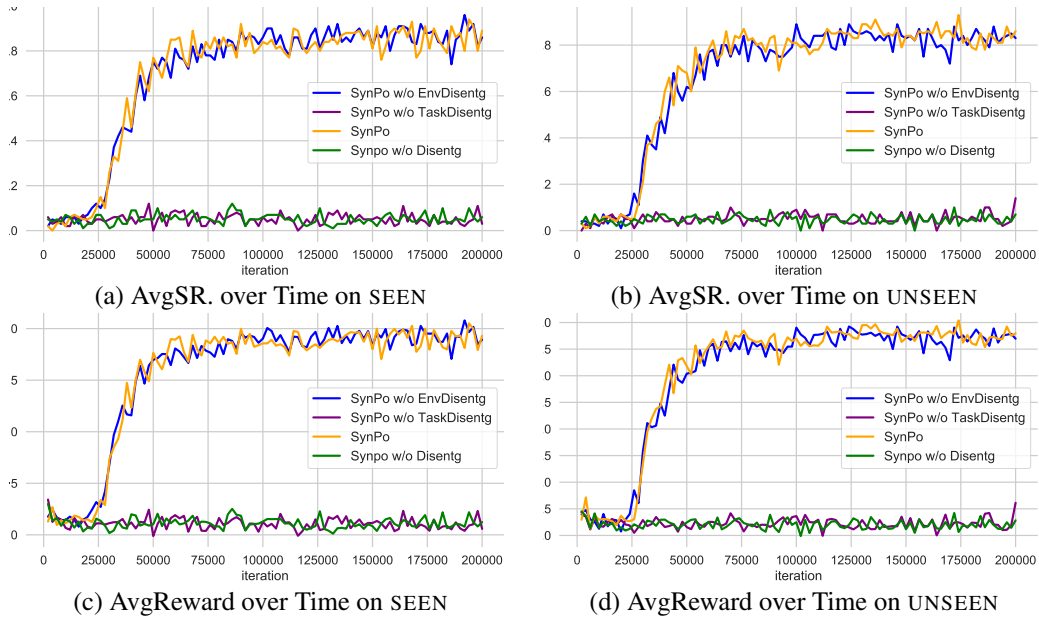 .0
.8
.6
.4
.2
.0
SynPo w/o EnvDisentg
SynPo w/o TaskDisentg
SynPo
Synpo w/o Disentg
0 25000 50000 75000 100000 125000 150000 175000 200000
iteration
(a) AvgSR. over Time on SEEN
8
6
4
2
0
SynPo w/o EnvDisentg
SynPo w/o TaskDisentg
SynPo
Synpo w/o Disentg
0 25000 50000 75000 100000 125000 150000 175000 200000
iteration
(b) AvgSR. over Time on UNSEEN
0
5
0
.5
0
SynPo w/o EnvDisentg
SynPo w/o TaskDisentg
SynPo
Synpo w/o Disentg
0 25000 50000 75000 100000 125000 150000 175000 200000
iteration
(c) AvgReward over Time on SEEN
0
5
0
5
0
5
0
5
0
SynPo w/o EnvDisentg
SynPo w/o TaskDisentg
SynPo
Synpo w/o Disentg
0 25000 50000 75000 100000 125000 150000 175000 200000
iteration
(d) AvgReward over Time on UNSEEN